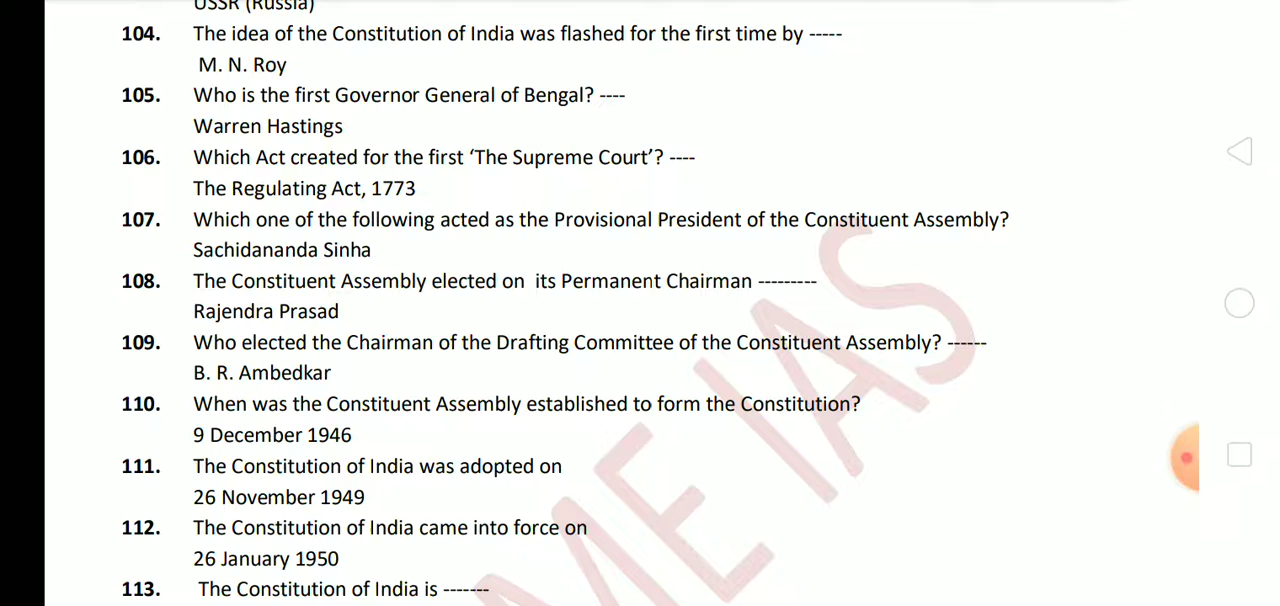 USSR (Russia)
104. The idea of the Constitution of India was flashed for the first time by -----
M. N. Roy
105. Who is the first Governor General of Bengal? ----
Warren Hastings
106. Which Act created for the first ‘The Supreme Court’? ----
The Regulating Act, 1773
107. Which one of the following acted as the Provisional President of the Constituent Assembly?
Sachidananda Sinha
108. The Constituent Assembly elected on  its Permanent Chairman ---------
Rajendra Prasad
109. Who elected the Chairman of the Drafting Committee of the Constituent Assembly? ------
B. R. Ambedkar
110. When was the Constituent Assembly established to form the Constitution?
9 December 1946
111. The Constitution of India was adopted on
26 November 1949
112. The Constitution of India came into force on
26 January 1950
113. The Constitution of India is -------
ME IAS